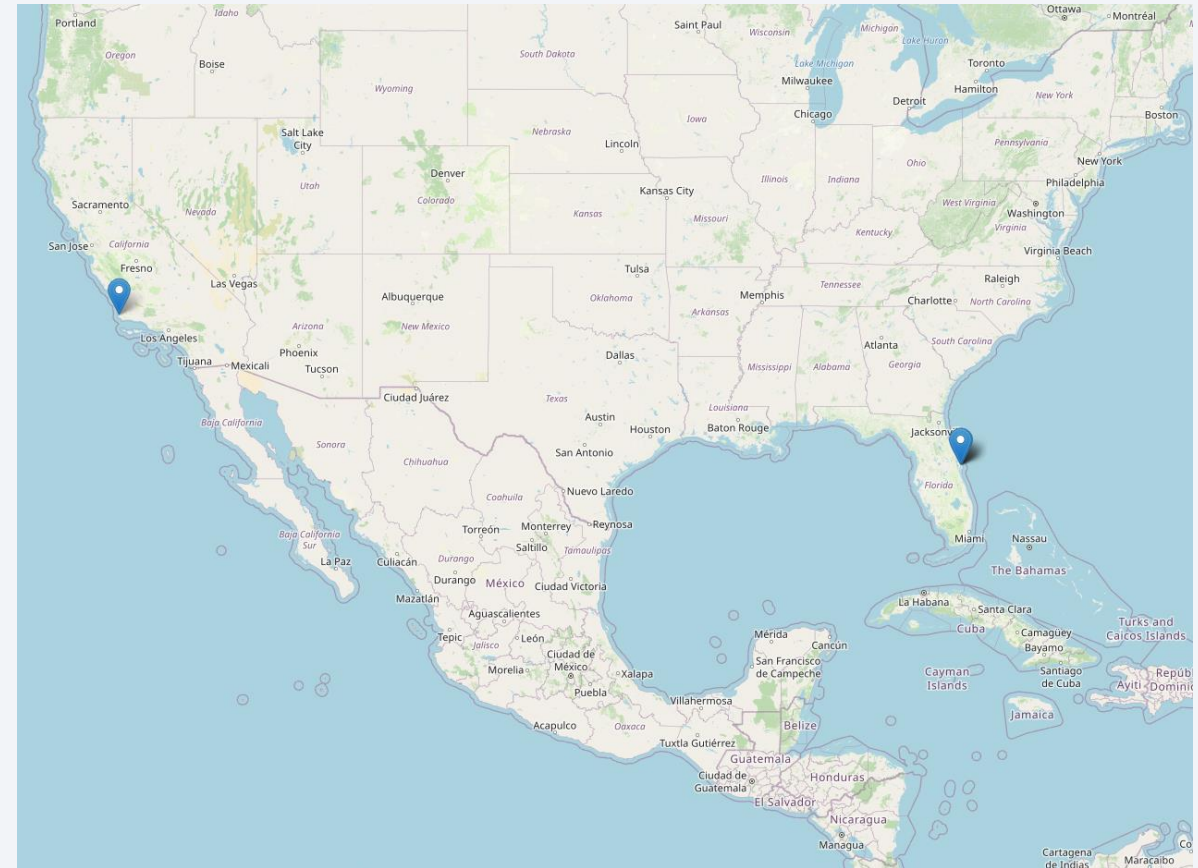 Portland
Idaho
Oregon
Boise
Wyoming
South Dakota
Saint Paul
Wisconsin
Michigan
Lake Huron
Ottawa
Montréal
Lake Michigan
Toronto
Milwaukee
Hamilton
New York
Detroit
Chicago
Boston
Iowa
Salt Lake
City
Nebraska
Lincoln
Pennsylvania
Ohio
New York
Denver
Utah
Colorado
Kansas City
Illinois
Indiana
Philadelphia
Sacramento
Nevada
Kansas
Missouri
West Virginia
Washington
Virginia
Kentucky
San Jose
California
Virginia Beach
Fresno
Las Vegas
Tulsa
Raleigh
Tennessee
Albuquerque
Oklahoma
Memphis
Charlotte
North Carolina
Arkansas
Arizona
New Mexico
Los Angeles
South Carolina
Atlanta
Phoenix
Dallas
Tijuana
Mexicali
Tucson
Mississippi
Alabama
Georgia
Ciudad Juárez
Texas
Louisiana
Austin
Baja California
Houston
Baton Rouge
Jacksonv
Sonora
San Antonio
Chihuahua
Florida
Nuevo Laredo
Coahuila
Torreón
Monterrey
Reynosa
Baja California
Sur
Saltillo
Tamaulipas
Miami
Nassau
La Paz
Culiacán
Durango
The Bahamas
Durango
México
Ciudad Victoria
Mazatlán
La Habana
Santa Clara
Aguascalientes
Turks and
Caicos Islands
Cuba
Camagüey
Tepic
León
Mérida
Jalisco
Cancún
Bayamo
Ciudad de
México
San Francisco
de Campeche
Morelia
Xalapa
Cayman
Islands
Santiago
de Cuba
Ayiti
Repúb
Dominic
Puebla
Villahermosa
Jamaica
Acapulco
Oaxaca
Belize
Tuxtla Gutiérrez
Guatemala
Ciudad de
Guatemala
Honduras
El Salvador
Nicaragua
Managua
Cartagena
de Indias
Maracaibo
Co